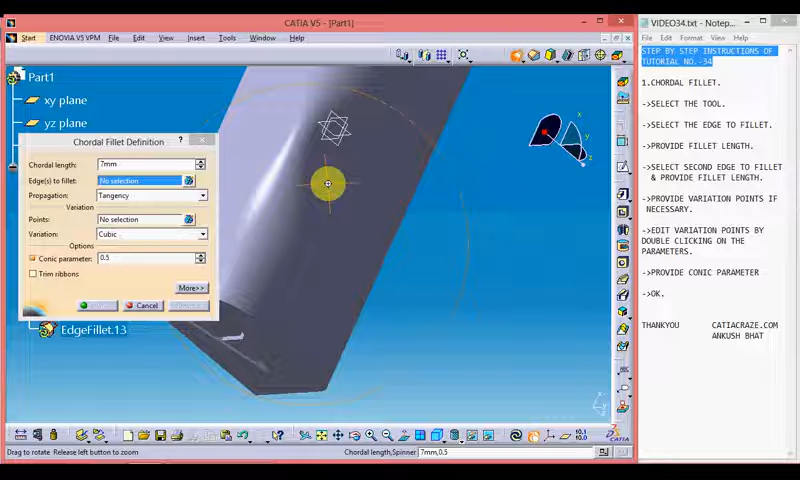 CATIA V5 - [Part1]
Start
ENOVIA V5 VPM
File
Edit
View
Insert
Tools
Window
Help
Part1
xy plane
yz plane
Chordal Fillet Definition
?
Chordal length:
7mm
Edge(s) to fillet:
No selection
Propagation:
Tangency
Variation
Points:
No selection
Variation:
Cubic
Options
Conic parameter:
0.5
Trim ribbons
More>>
Cancel
EdgeFillet.13
x
y
z
Drag to rotate. Release left button to zoom
Chordal length,Spinner
7mm,0.5
CATIA
10.1
10.0
VIDEO34.txt - Notep...
File
Edit
Format
View
Help
STEP BY STEP INSTRUCTIONS OF
TUTORIAL NO.-34
1.CHORDAL FILLET.
->SELECT THE TOOL.
->SELECT THE EDGE TO FILLET.
->PROVIDE FILLET LENGTH.
->SELECT SECOND EDGE TO FILLET
& PROVIDE FILLET LENGTH.
->PROVIDE VARIATION POINTS IF
NECESSARY.
->EDIT VARIATION POINTS BY
DOUBLE CLICKING ON THE
PARAMETERS.
->PROVIDE CONIC PARAMETER
->OK.
THANKYOU CATIACRAZE.COM
ANKUSH BHAT